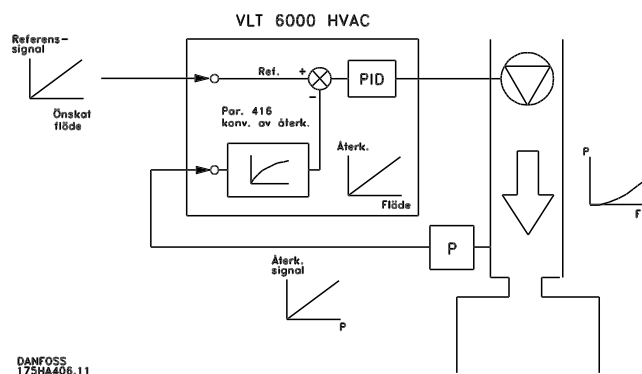 VLT 6000 HVAC
Referens-
signal
Önskat
flöde
Ref.
+
-
PID
Par. 416
konv. av återk.
Återk.
Flöde
P
F
P
Återk.
signal
P
DANFOSS
175HA406.11